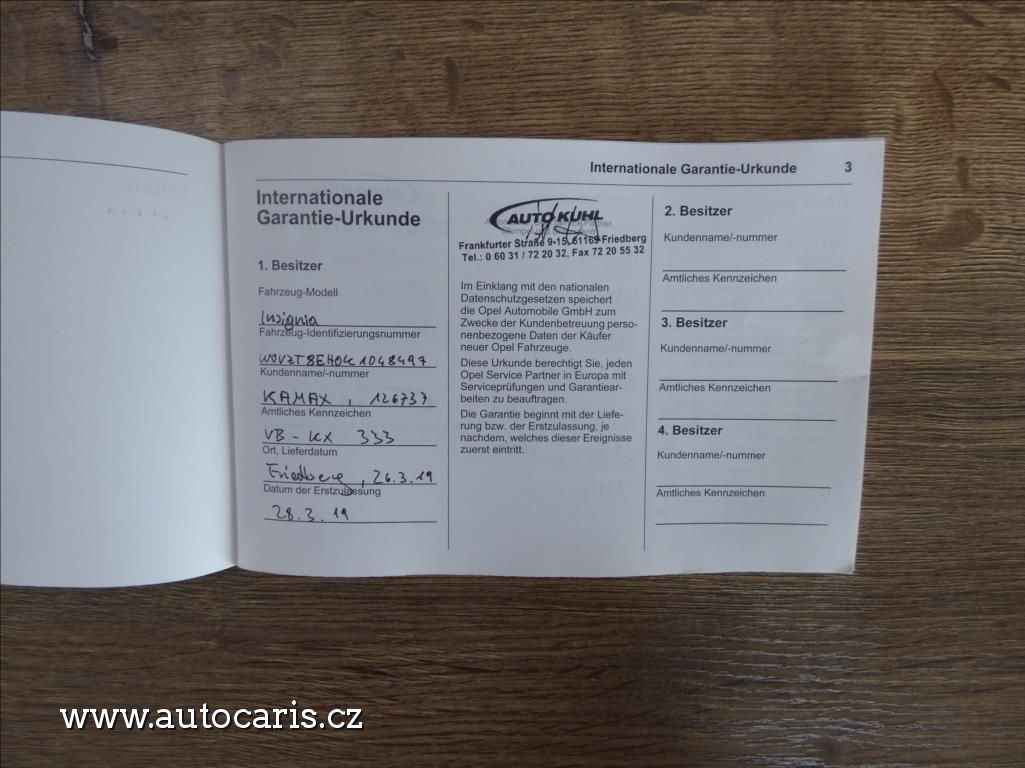 Internationale Garantie-Urkunde 3
Internationale
Garantie-Urkunde
1. Besitzer
Fahrzeug-Modell
Insignia
Fahrzeug-Identifizierungsnummer
W0VZT8EH0K1048497
Kundenname/-nummer
KAMAX, 126737
Amtliches Kennzeichen
VB - KX 333
Ort, Lieferdatum
Friedberg, 26.3.19
Datum der Erstzulassung
28.3.19
AUTO KÜHL
Frankfurter Straße 9-15, 61169 Friedberg
Tel.: 0 60 31 / 72 20 32, Fax 72 20 55 32
Im Einklang mit den nationalen
Datenschutzgesetzen speichert
die Opel Automobile GmbH zum
Zwecke der Kundenbetreuung perso-
nenbezogene Daten der Käufer
neuer Opel Fahrzeuge.
Diese Urkunde berechtigt Sie, jeden
Opel Service Partner in Europa mit
Serviceprüfungen und Garantiear-
beiten zu beauftragen.
Die Garantie beginnt mit der Liefe-
rung bzw. der Erstzulassung, je
nachdem, welches dieser Ereignisse
zuerst eintritt.
2. Besitzer
Kundenname/-nummer
Amtliches Kennzeichen
3. Besitzer
Kundenname/-nummer
Amtliches Kennzeichen
4. Besitzer
Kundenname/-nummer
Amtliches Kennzeichen
www.autocaris.cz